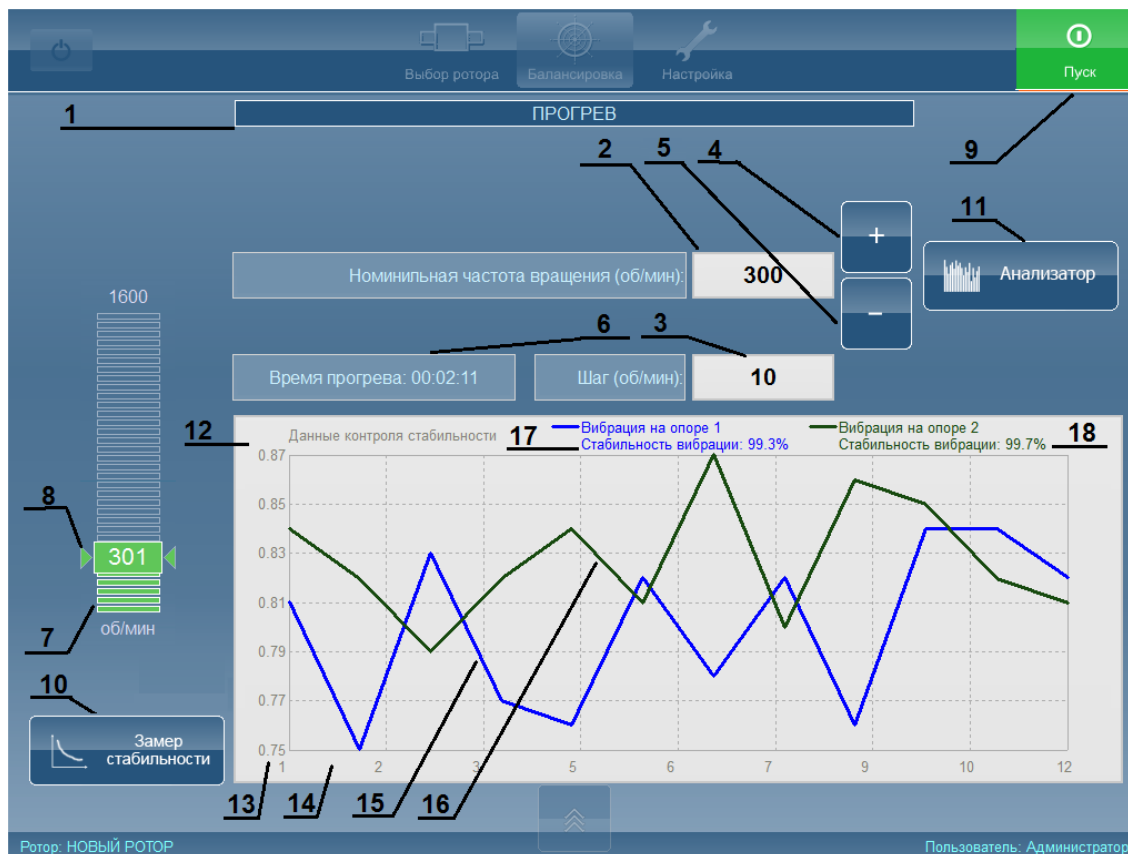 Выбор ротора
Балансировка
Настройка
Пуск
1
ПРОГРЕВ
2
5
4
9
11
+
Номинильная частота вращения (об/мин):
300
Анализатор
−
1600
6
3
Время прогрева: 00:02:11
Шаг (об/мин):
10
12
Данные контроля стабильности
17
Вибрация на опоре 1
Стабильность вибрации: 99.3%
Вибрация на опоре 2
Стабильность вибрации: 99.7%
18
0.87
0.85
0.83
0.81
0.79
0.77
0.75
8
301
7
об/мин
10
Замер
стабильности
1 2 3 5 6 7 9 10 12
13
14
15
16
Ротор: НОВЫЙ РОТОР
Пользователь: Администратор